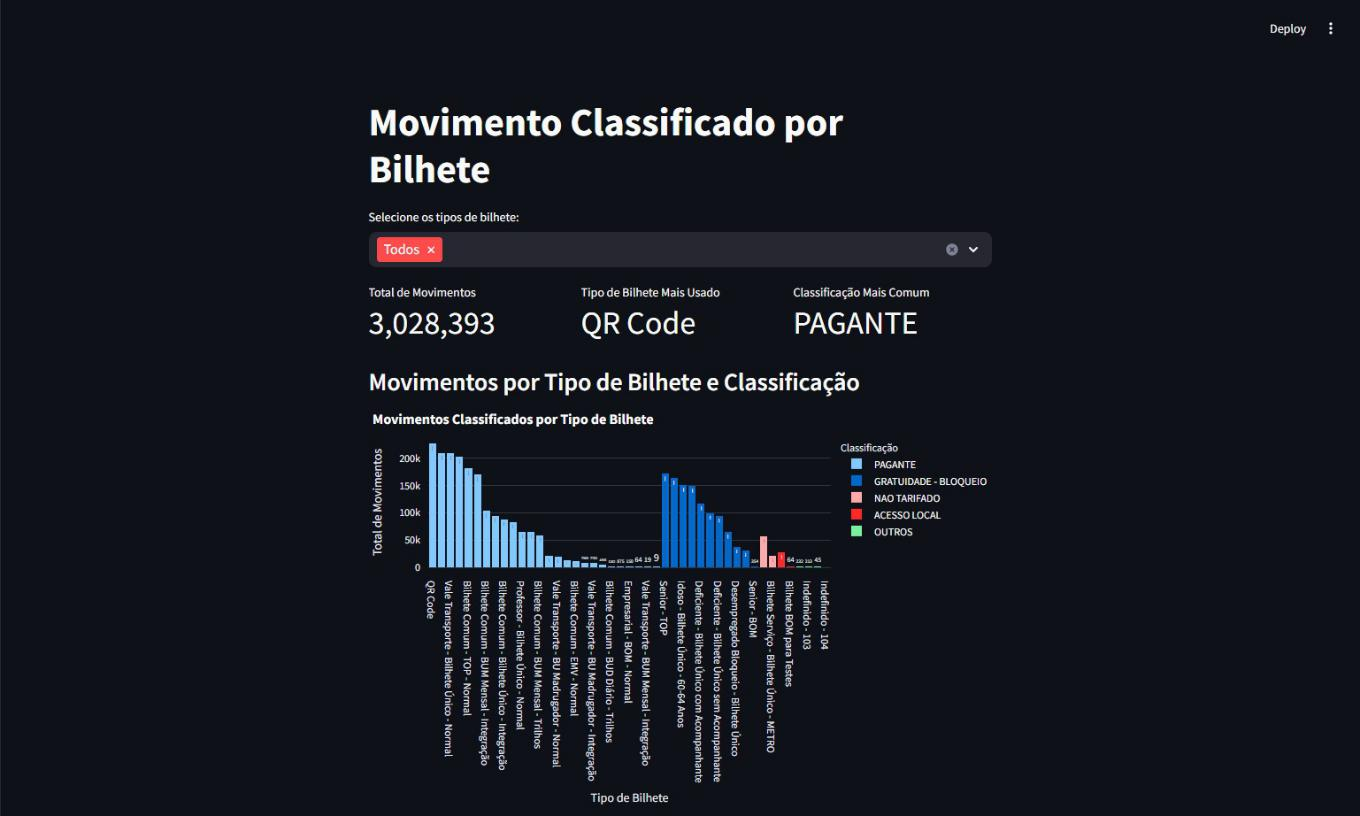 Deploy
Movimento Classificado por
Bilhete
Selecione os tipos de bilhete:
Todos ×
Total de Movimentos
Tipo de Bilhete Mais Usado
Classificação Mais Comum
3,028,393
QR Code
PAGANTE
Movimentos por Tipo de Bilhete e Classificação
Movimentos Classificados por Tipo de Bilhete
Total de Movimentos
200k
150k
100k
50k
0
64
19
9
64
45
Classificação
PAGANTE
GRATUIDADE - BLOQUEIO
NAO TARIFADO
ACESSO LOCAL
OUTROS
QR Code
Vale Transporte - Bilhete Único - Normal
Bilhete Comum - TOP - Normal
Bilhete Comum - BUM Mensal - Integração
Bilhete Comum - Bilhete Único - Integração
Professor - Bilhete Único - Normal
Bilhete Comum - BUM Mensal - Trilhos
Vale Transporte - BU Madrugador - Normal
Bilhete Comum - EMV - Normal
Vale Transporte - BU Madrugador - Integração
Bilhete Comum - BUD Diário - Trilhos
Empresarial - BOM - Normal
Vale Transporte - BUM Mensal - Integração
Senior - TOP
Idoso - Bilhete Único - 60-64 Anos
Deficiente - Bilhete Único com Acompanhante
Deficiente - Bilhete Único sem Acompanhante
Desempregado Bloqueio - Bilhete Único
Senior - BOM
Bilhete Serviço - Bilhete Único - METRO
Bilhete BOM para Testes
Indefinido - 103
Indefinido - 104
Tipo de Bilhete